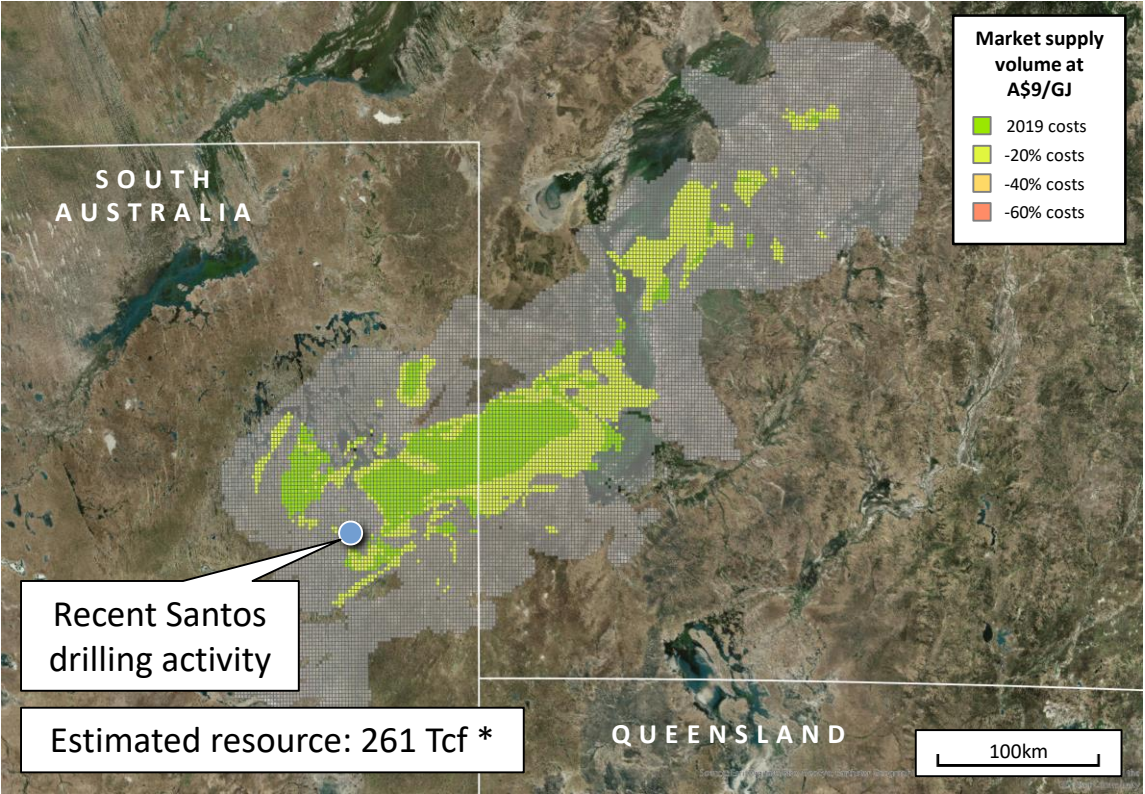 Market supply
volume at
A$9/GJ
2019 costs
-20% costs
-40% costs
-60% costs
SOUTH
AUSTRALIA
Recent Santos
drilling activity
Estimated resource: 261 Tcf *
QUEENSLAND
100km